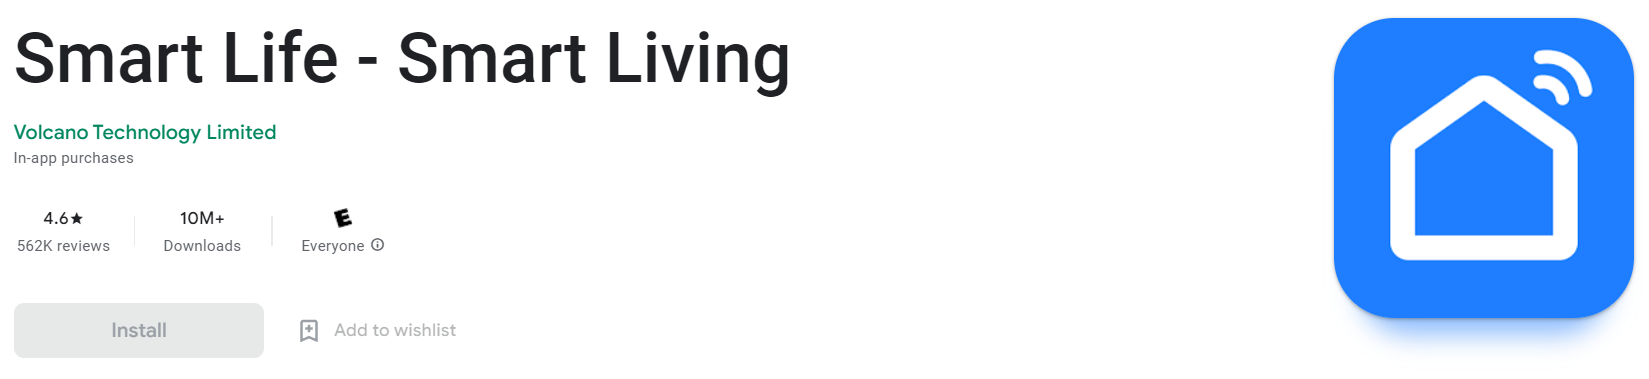 Smart Life - Smart Living
Volcano Technology Limited
In-app purchases
4.6★ 10M+ E
562K reviews Downloads Everyone
Install Add to wishlist